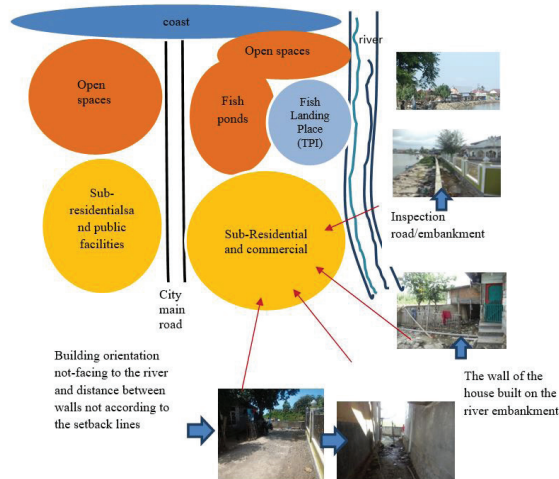 coast
Open spaces
river
Open
spaces
Fish
ponds
Fish
Landing
Place
(TPI)
Sub-
residentialsa
nd public
facilities
Sub-Residential
and commercial
Inspection
road/embankment
City
main
road
Building orientation
not-facing to the river
and distance between
walls not according to
the setback lines
The wall of the
house built on the
river embankment